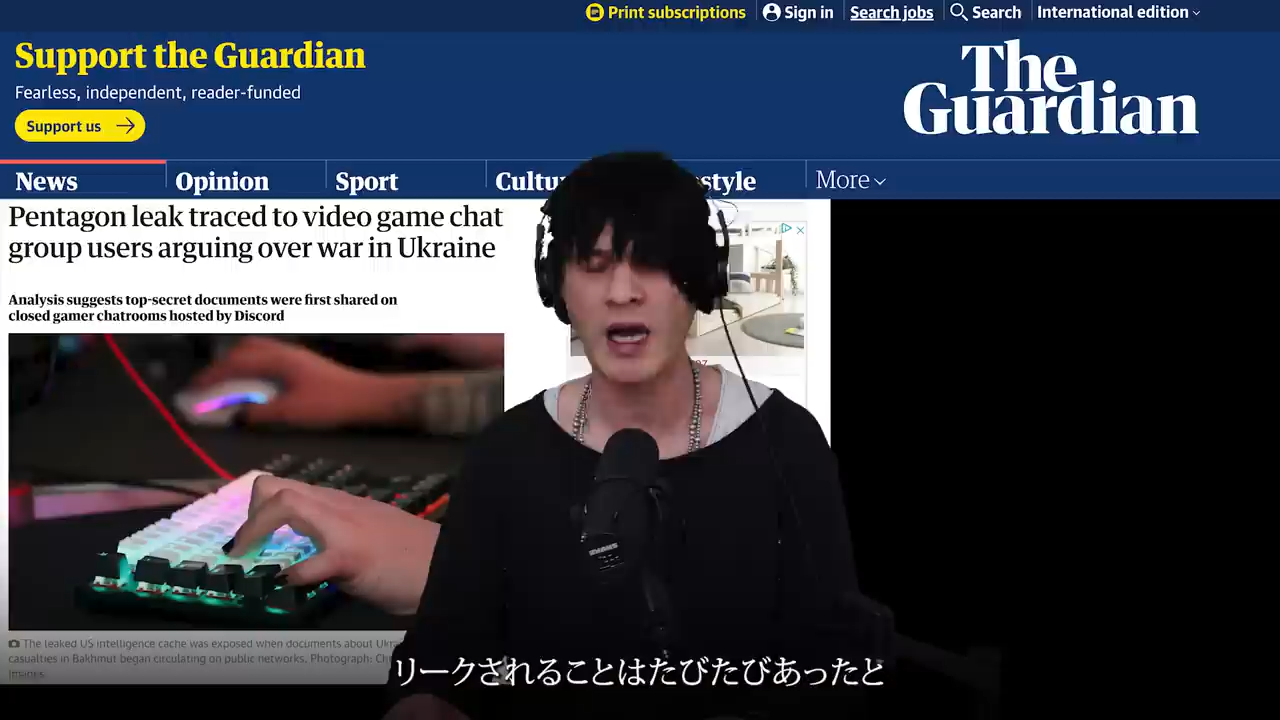 Print subscriptions
Sign in
Search jobs
Search
International edition
Support the Guardian
Fearless, independent, reader-funded
Support us
The
Guardian
News
Opinion
Sport
style
More
Pentagon leak traced to video game chat
group users arguing over war in Ukraine
Analysis suggests top-secret documents were first shared on
closed gamer chatrooms hosted by Discord
The leaked US intelligence cache was exposed when documents about
casualties in Bakhmut began circulating on public networks. Photograph:
リークされることはたびたびあったと